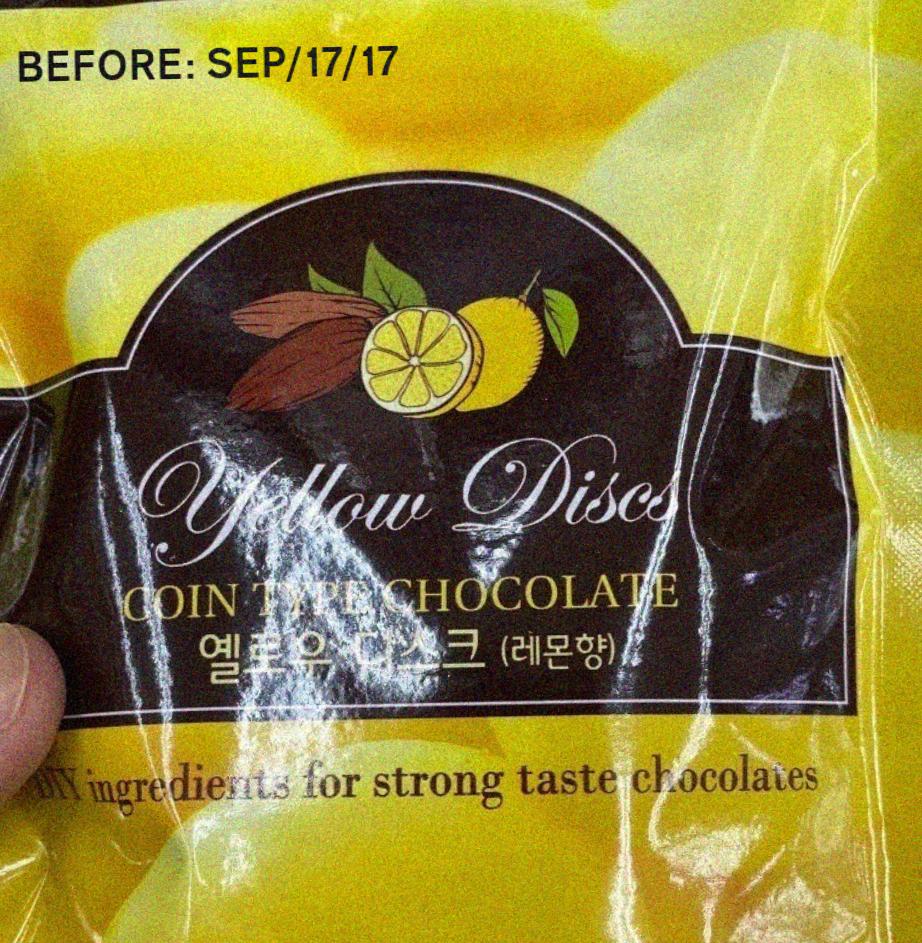 BEFORE: SEP/17/17
Yellow Discs
COIN TYPE CHOCOLATE
옐로우 디스크 (레몬향)
DIY ingredients for strong taste chocolates